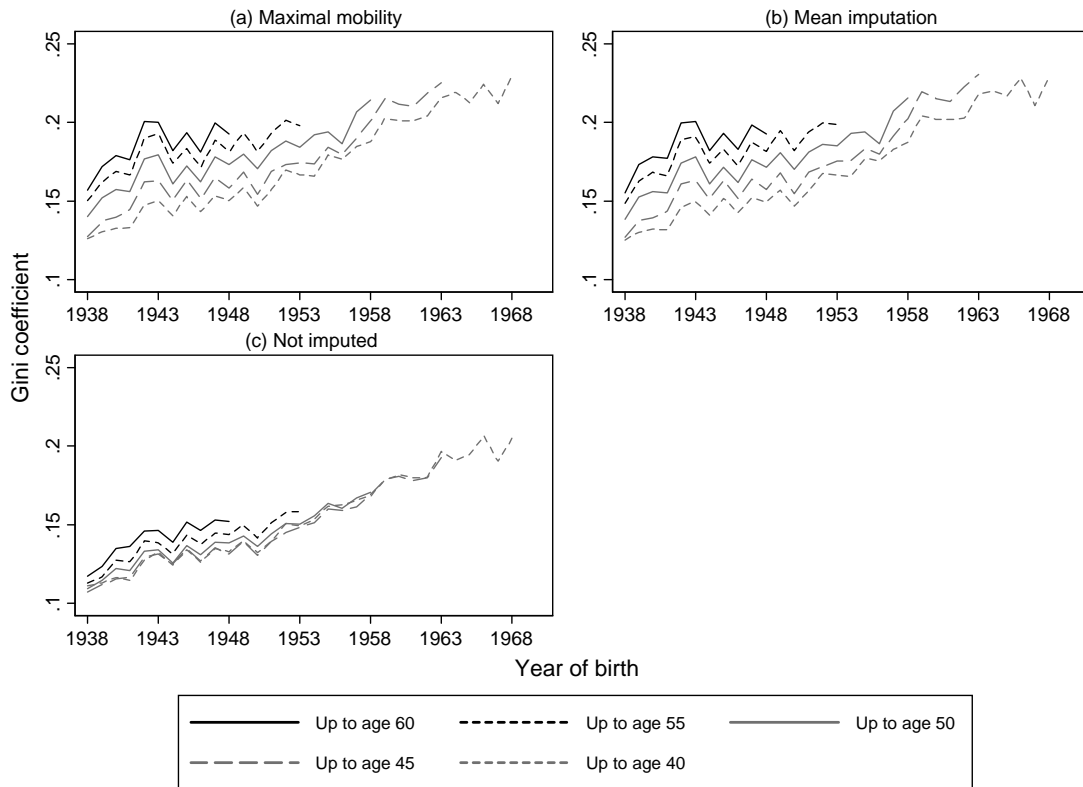 (a) Maximal mobility
(b) Mean imputation
.25
.2
.15
.1
1938 1943 1948 1953 1958 1963 1968
.25
.2
.15
.1
1938 1943 1948 1953 1958 1963 1968
(c) Not imputed
.25
.2
.15
.1
1938 1943 1948 1953 1958 1963 1968
Gini coefficient
Year of birth
Up to age 60 Up to age 55 Up to age 50
Up to age 45 Up to age 40